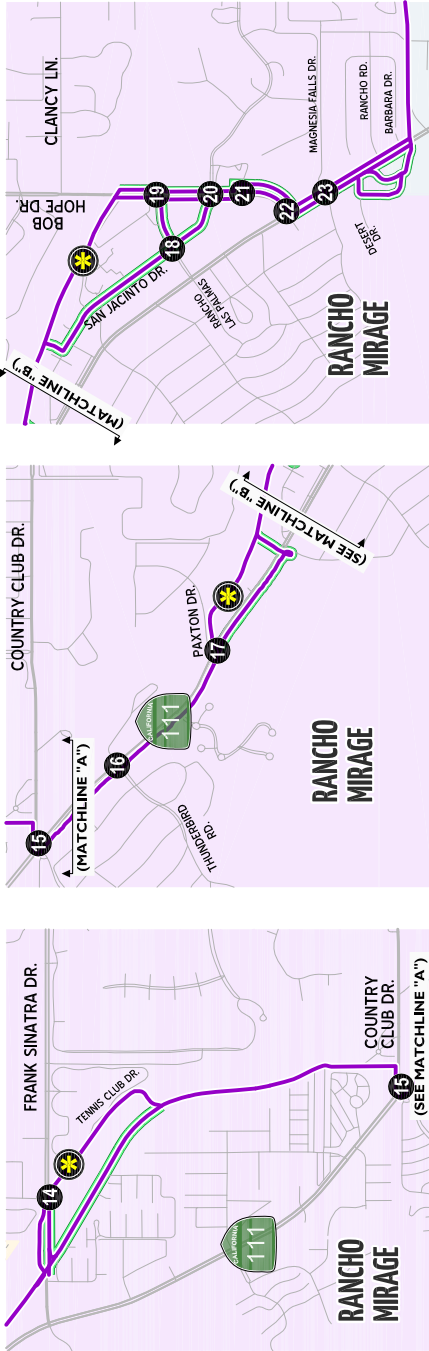 CLANCY LN.
BOB
HOPE DR.
MAGNESIA FALLS DR.
RANCHO RD.
BARBARA DR.
19
20
21
22
23
18
SAN JACINTO DR.
RANCHO
LAS PALMAS
DESERT
DR.
RANCHO
MIRAGE
(MATCHLINE "B")
COUNTRY CLUB DR.
(SEE MATCHLINE "B")
PAXTON DR.
17
CALIFORNIA
111
16
(MATCHLINE "A")
15
THUNDERBIRD
RD.
RANCHO
MIRAGE
FRANK SINATRA DR.
TENNIS CLUB DR.
14
COUNTRY
CLUB DR.
15
(SEE MATCHLINE "A")
CALIFORNIA
111
RANCHO
MIRAGE